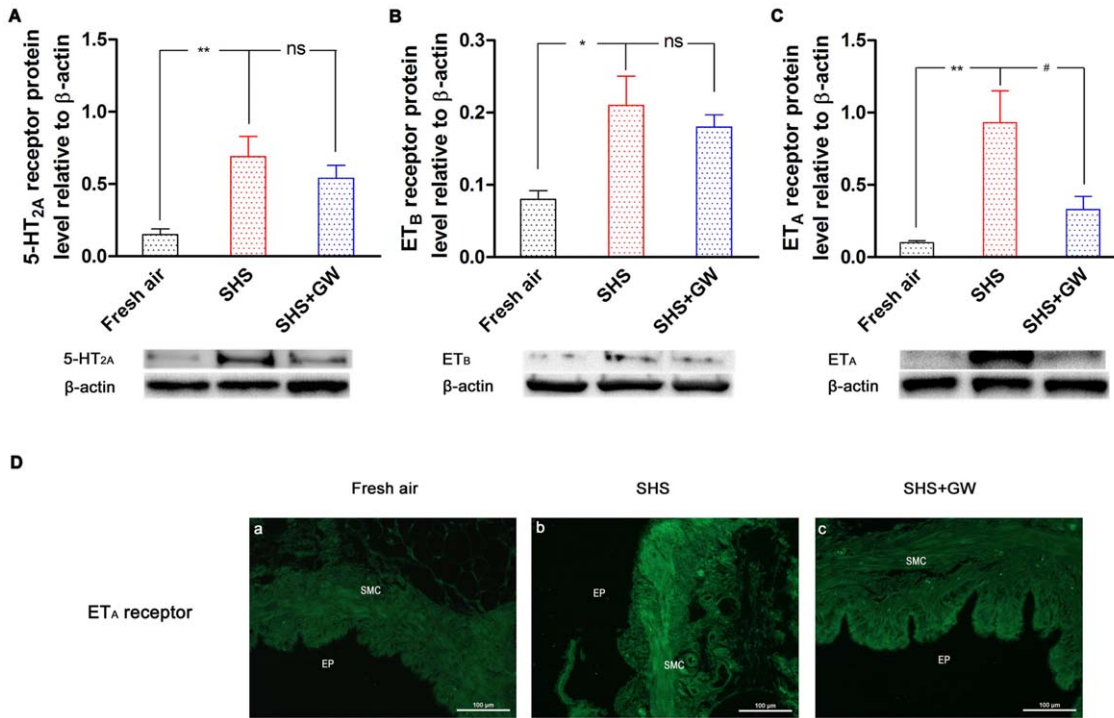 A
5-HT2A receptor protein
level relative to β-actin
1.5
1.0
0.5
0.0
**
ns
Fresh air
SHS
SHS+GW
5-HT2A
β-actin
B
ETB receptor protein
level relative to β-actin
0.3
0.2
0.1
0.0
*
ns
Fresh air
SHS
SHS+GW
ETB
β-actin
C
ETA receptor protein
level relative to β-actin
1.5
1.0
0.5
0.0
**
#
Fresh air
SHS
SHS+GW
ETA
β-actin
D
Fresh air
SHS
SHS+GW
ETA receptor
a
SMC
EP
100 μm
b
EP
SMC
100 μm
c
SMC
EP
100 μm